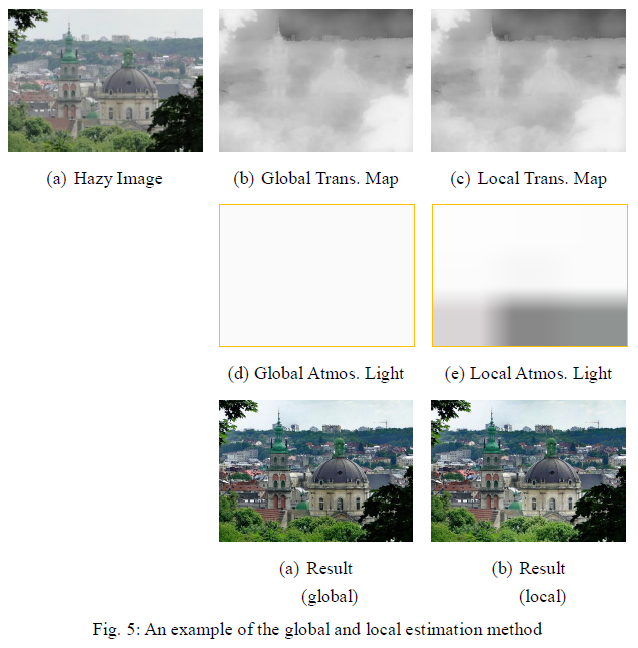 (a) Hazy Image
(b) Global Trans. Map
(c) Local Trans. Map
(d) Global Atmos. Light
(e) Local Atmos. Light
(a) Result
(global)
(b) Result
(local)
Fig. 5: An example of the global and local estimation method